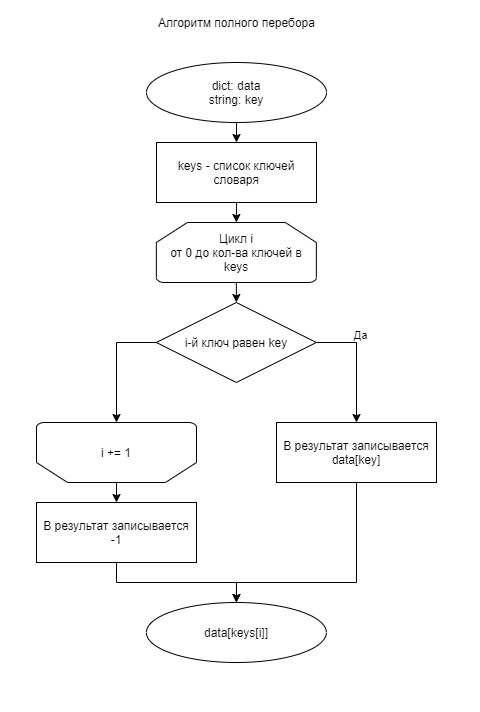 Алгоритм полного перебора
dict: data
string: key
keys - список ключей
словаря
Цикл i
от 0 до кол-ва ключей в
keys
i-й ключ равен key
Да
i += 1
В результат записывается
data[key]
В результат записывается
-1
data[keys[i]]